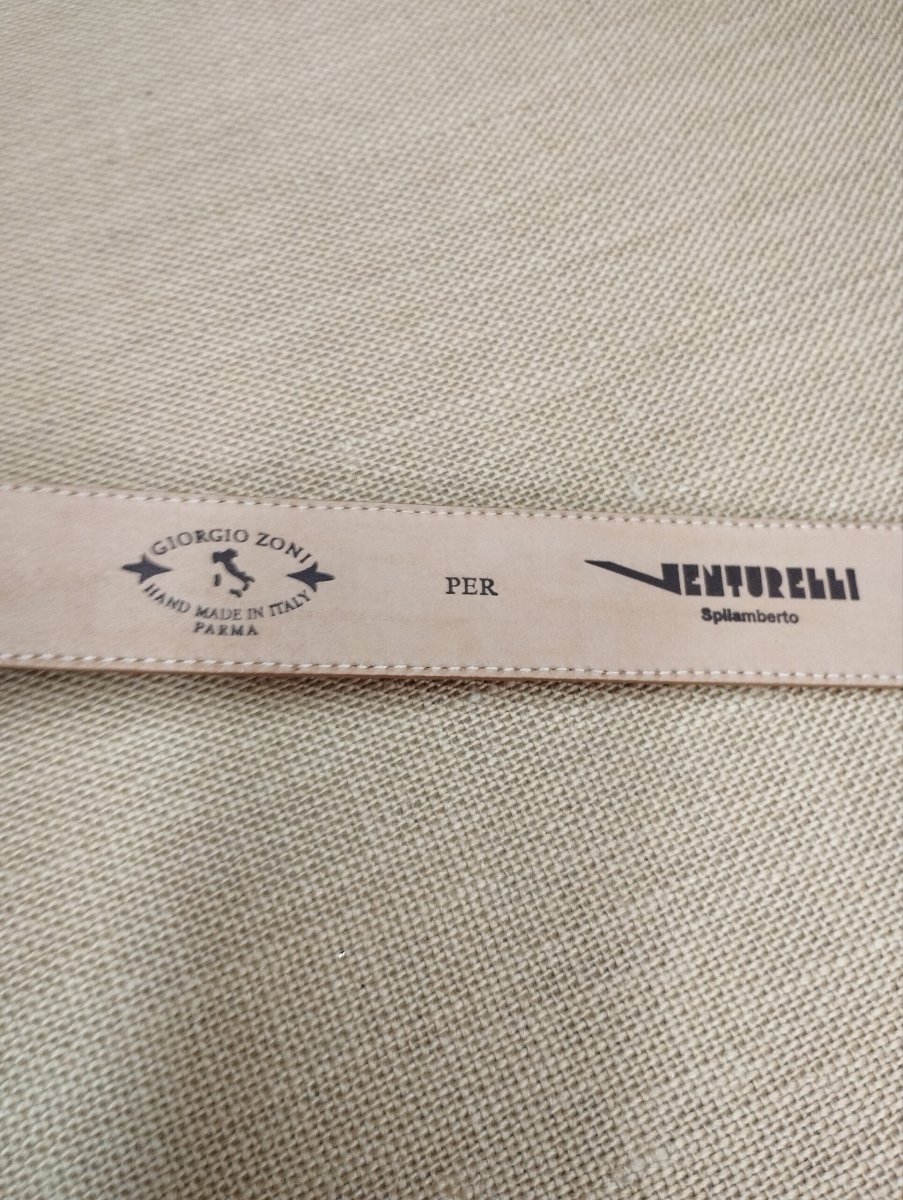 GIORGIO ZONI
HAND MADE IN ITALY
PARMA
PER
VENTURELLI
Spilamberto